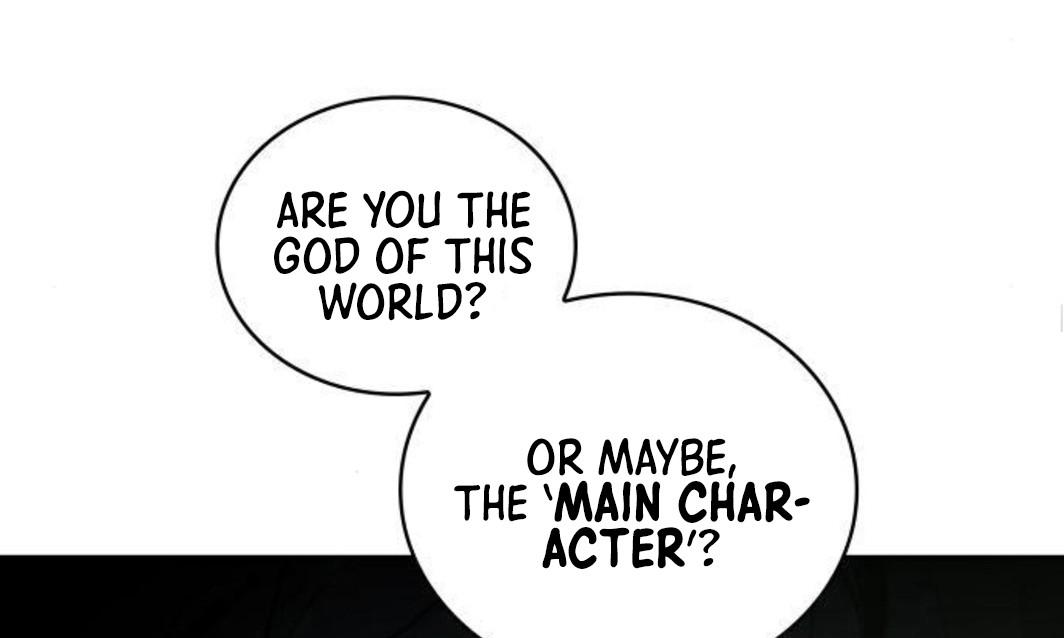 ARE YOU THE
GOD OF THIS
WORLD?
OR MAYBE,
THE ‘MAIN CHAR-
ACTER’?